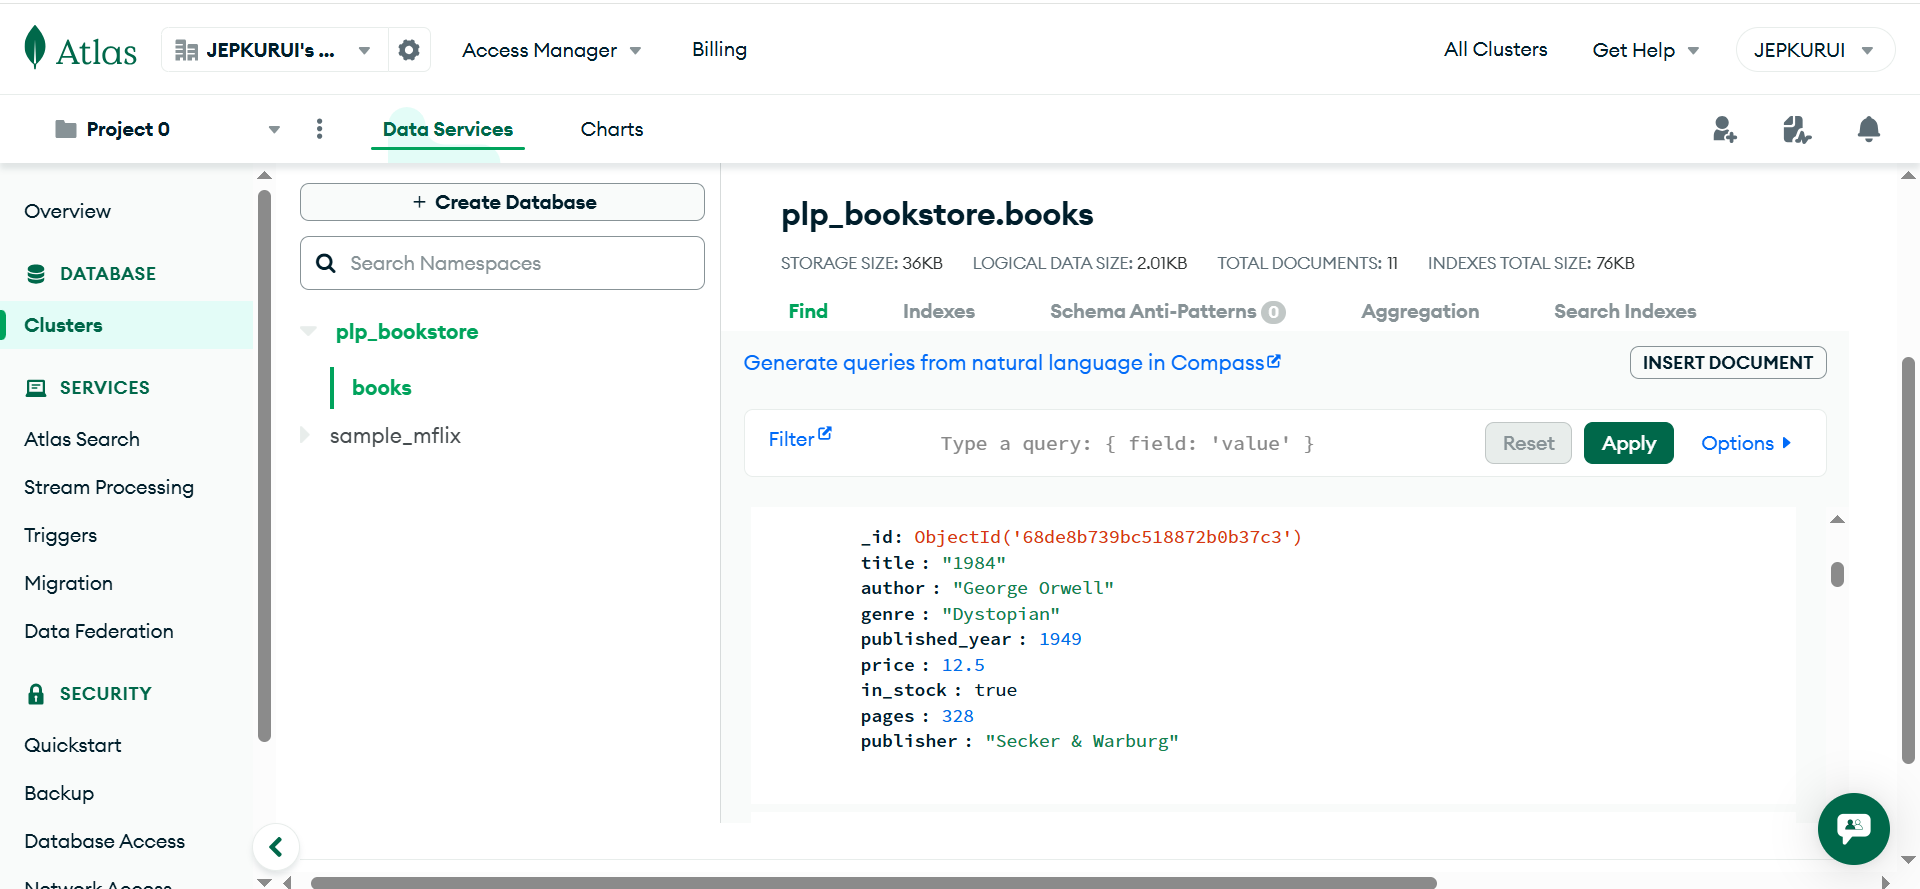 Atlas
JEPKURUI's ...
Access Manager
Billing
All Clusters
Get Help
JEPKURUI
Project 0
Data Services
Charts
Overview
DATABASE
Clusters
SERVICES
Atlas Search
Stream Processing
Triggers
Migration
Data Federation
SECURITY
Quickstart
Backup
Database Access
Network Access
+ Create Database
Search Namespaces
plp_bookstore
books
sample_mflix
plp_bookstore.books
STORAGE SIZE: 36KB LOGICAL DATA SIZE: 2.01KB TOTAL DOCUMENTS: 11 INDEXES TOTAL SIZE: 76KB
Find Indexes Schema Anti-Patterns 0 Aggregation Search Indexes
Generate queries from natural language in Compass
INSERT DOCUMENT
Filter
Type a query: { field: 'value' }
Reset
Apply
Options
_id: ObjectId('68de8b739bc518872b0b37c3')
title : "1984"
author : "George Orwell"
genre : "Dystopian"
published_year : 1949
price : 12.5
in_stock : true
pages : 328
publisher : "Secker & Warburg"